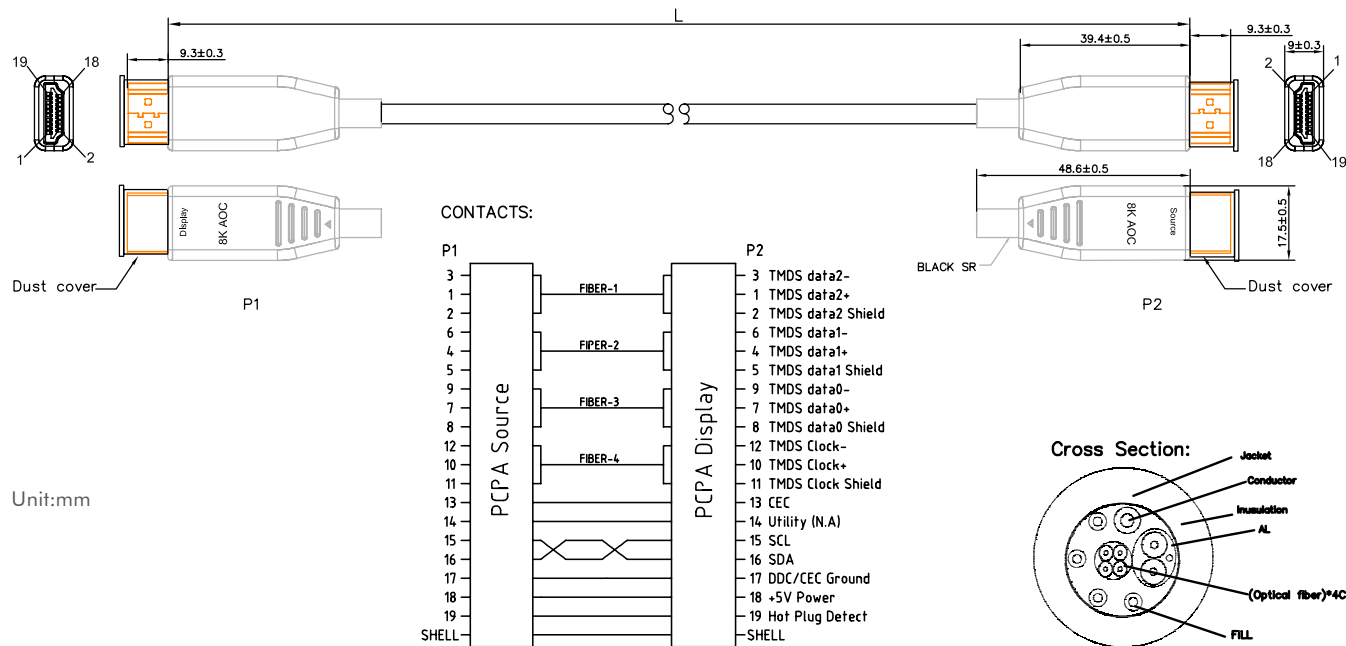 L
9.3±0.3
39.4±0.5
9.3±0.3
9±0.3
19
18
1
2
2
1
18
19
48.6±0.5
17.5±0.5
Display
8K AOC
8K AOC
Source
BLACK SR
Dust cover
P1
P2
Dust cover
CONTACTS:
P1
P2
3 3 TMDS data2-
1 FIBER-1 1 TMDS data2+
2 2 TMDS data2 Shield
6 6 TMDS data1-
4 FIPER-2 4 TMDS data1+
5 5 TMDS data1 Shield
9 9 TMDS data0-
7 FIBER-3 7 TMDS data0+
8 8 TMDS data0 Shield
12 12 TMDS Clock-
10 FIBER-4 10 TMDS Clock+
11 11 TMDS Clock Shield
13 13 CEC
14 14 Utility (N.A)
15 15 SCL
16 16 SDA
17 17 DDC/CEC Ground
18 18 +5V Power
19 19 Hot Plug Detect
SHELL SHELL
PCPA Source
PCPA Display
Unit:mm
Cross Section:
Jacket
Conductor
Inusulation
AL
(Optical fiber)*4C
FILL